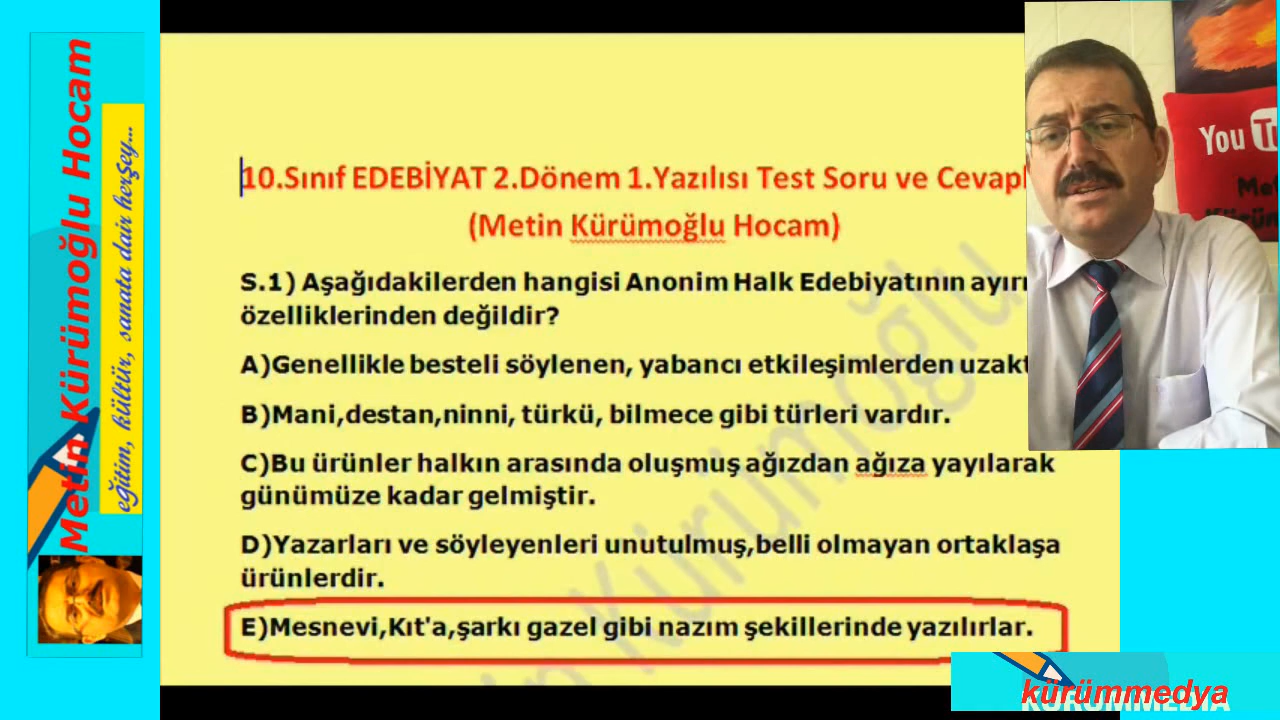 Metin Kürümoğlu Hocam
eğitim, kültür, sanata dair herşey...
10.Sınıf EDEBİYAT 2.Dönem 1.Yazılısı Test Soru ve Cevapl
(Metin Kürümoğlu Hocam)
S.1) Aşağıdakilerden hangisi Anonim Halk Edebiyatının ayırı
özelliklerinden değildir?
A)Genellikle besteli söylenen, yabancı etkileşimlerden uzakt
B)Mani,destan,ninni, türkü, bilmece gibi türleri vardır.
C)Bu ürünler halkın arasında oluşmuş ağızdan ağıza yayılarak
günümüze kadar gelmiştir.
D)Yazarları ve söyleyenleri unutulmuş,belli olmayan ortaklaşa
ürünlerdir.
E)Mesnevi,Kıt'a,şarkı gazel gibi nazım şekillerinde yazılırlar.
Kürümoğlu
You T
kürümmedya
KÜRÜMMEDIA